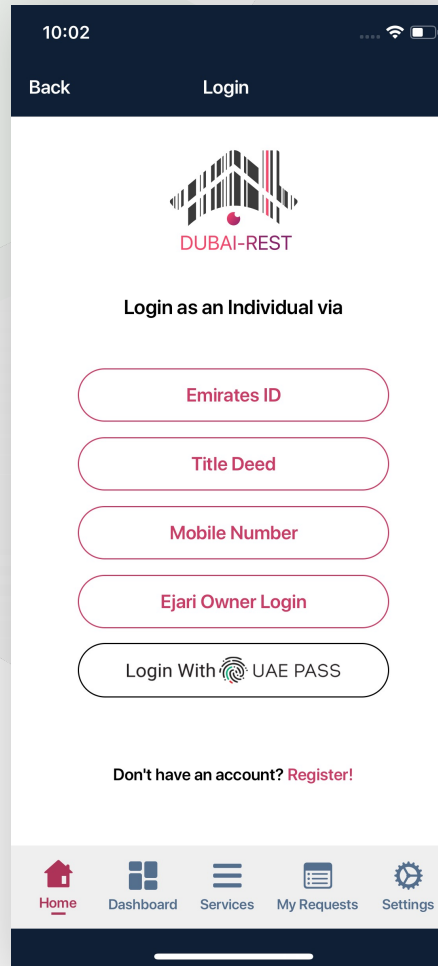 10:02
Back
Login
DUBAI-REST
Login as an Individual via
Emirates ID
Title Deed
Mobile Number
Ejari Owner Login
Login With UAE PASS
Don't have an account? Register!
Home Dashboard Services My Requests Settings